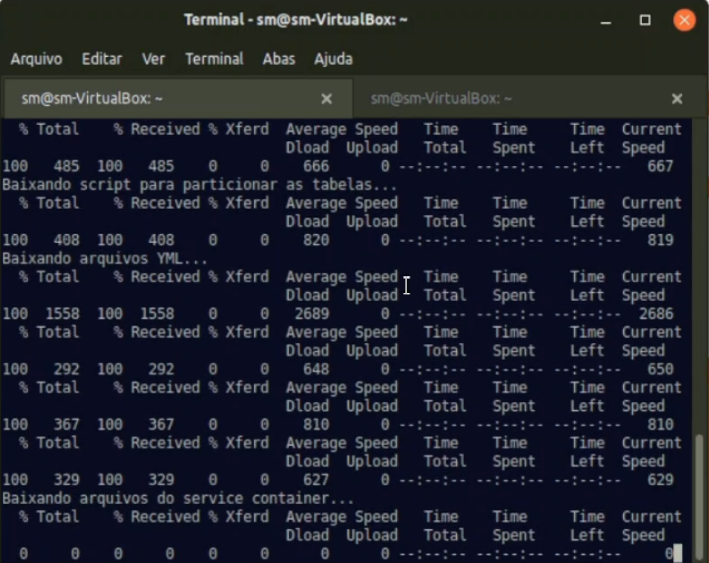 Terminal - sm@sm-VirtualBox: ~
Arquivo Editar Ver Terminal Abas Ajuda
sm@sm-VirtualBox: ~ × sm@sm-VirtualBox: ~ ×
% Total % Received % Xferd Average Speed Time Time Time Current
Dload Upload Total Spent Left Speed
100 485 100 485 0 0 666 0 --:--:-- --:--:-- --:--:-- 667
Baixando script para particionar as tabelas...
% Total % Received % Xferd Average Speed Time Time Time Current
Dload Upload Total Spent Left Speed
100 408 100 408 0 0 820 0 --:--:-- --:--:-- --:--:-- 819
Baixando arquivos YML...
% Total % Received % Xferd Average Speed Time Time Time Current
Dload Upload Total Spent Left Speed
100 1558 100 1558 0 0 2689 0 --:--:-- --:--:-- --:--:-- 2686
% Total % Received % Xferd Average Speed Time Time Time Current
Dload Upload Total Spent Left Speed
100 292 100 292 0 0 648 0 --:--:-- --:--:-- --:--:-- 650
% Total % Received % Xferd Average Speed Time Time Time Current
Dload Upload Total Spent Left Speed
100 367 100 367 0 0 810 0 --:--:-- --:--:-- --:--:-- 810
% Total % Received % Xferd Average Speed Time Time Time Current
Dload Upload Total Spent Left Speed
100 329 100 329 0 0 627 0 --:--:-- --:--:-- --:--:-- 629
Baixando arquivos do service container...
% Total % Received % Xferd Average Speed Time Time Time Current
Dload Upload Total Spent Left Speed
0 0 0 0 0 0 0 0 --:--:-- --:--:-- --:--:-- 0